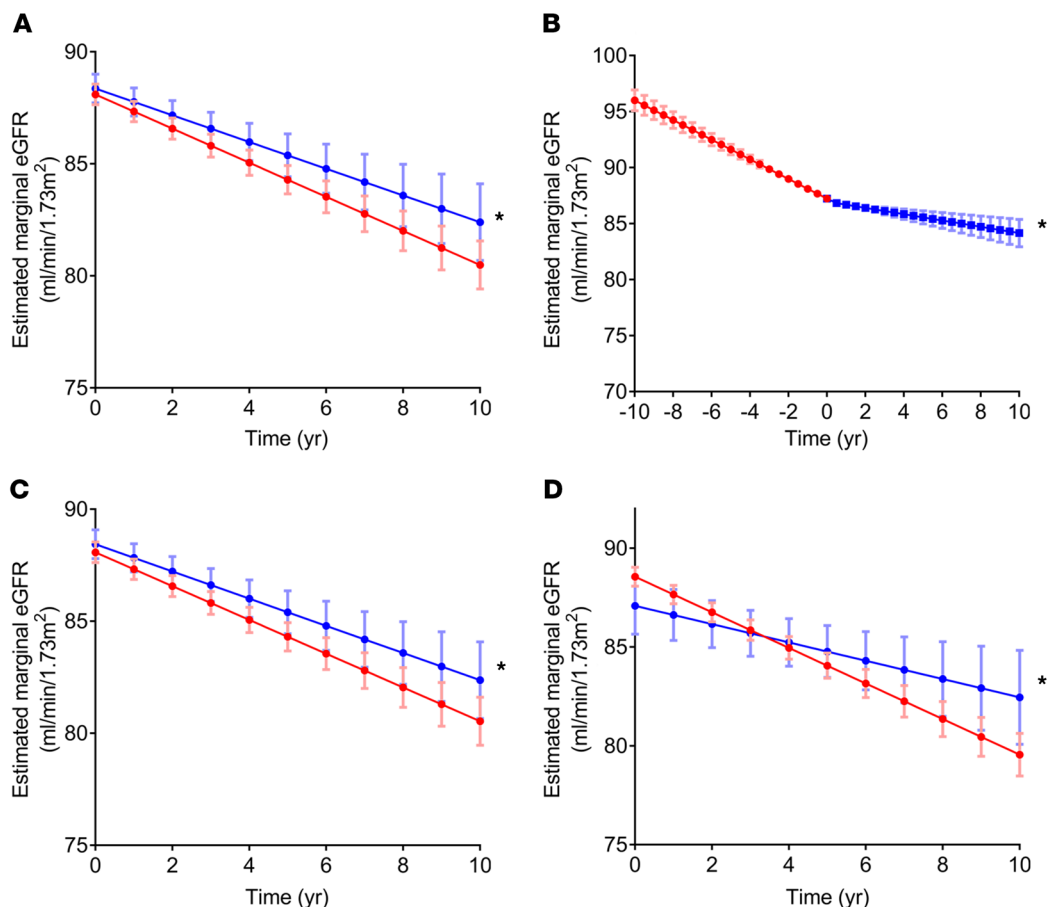 A
Estimated marginal eGFR
(ml/min/1.73m2)
90
85
80
75
0 2 4 6 8 10
Time (yr)
*
B
Estimated marginal eGFR
(ml/min/1.73m2)
100
95
90
85
80
75
70
-10 -8 -6 -4 -2 0 2 4 6 8 10
Time (yr)
*
C
Estimated marginal eGFR
(ml/min/1.73m2)
90
85
80
75
0 2 4 6 8 10
Time (yr)
*
D
Estimated marginal eGFR
(ml/min/1.73m2)
90
85
80
75
0 2 4 6 8 10
Time (yr)
*